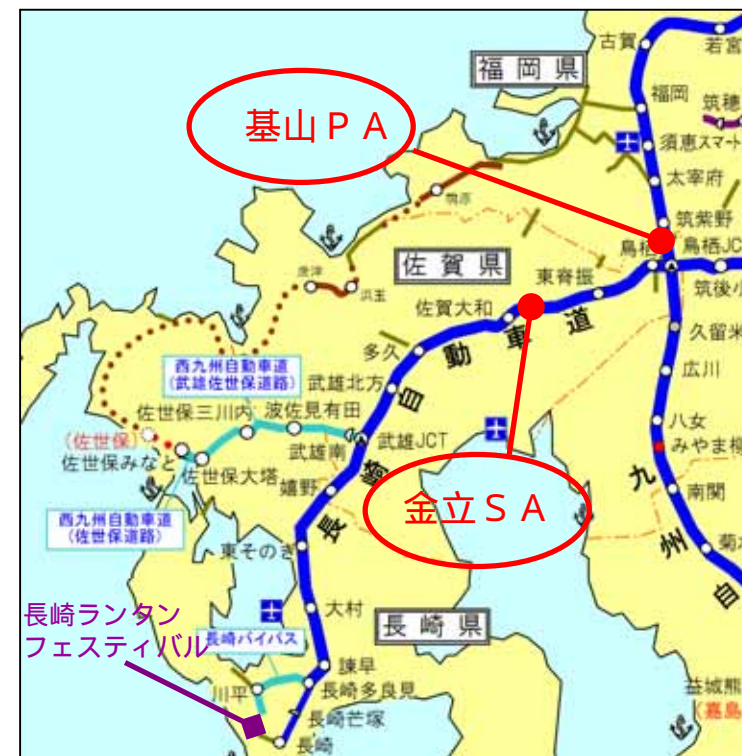 古賀
若宮
福岡県
福岡
筑穂
基山ＰＡ
須恵スマート
太宰府
前原
筑紫野
鳥栖
鳥栖JC
佐賀県
唐津
浜玉
東脊振
筑後小
佐賀大和
久留米
多久
長崎自動車道
西九州自動車道
（武雄佐世保道路）
武雄北方
広川
佐世保三川内
波佐見有田
八女
（佐世保）
武雄南
武雄JCT
みやま柳
佐世保みなと
佐世保大塔
嬉野
金立ＳＡ
南関
西九州自動車道
（佐世保道路）
九州自
東そのぎ
菊水
長崎ランタン
フェスティバル
大村
長崎県
長崎バイパス
諫早
川平
長崎多良見
益城熊
（嘉島
長崎芒塚
長崎